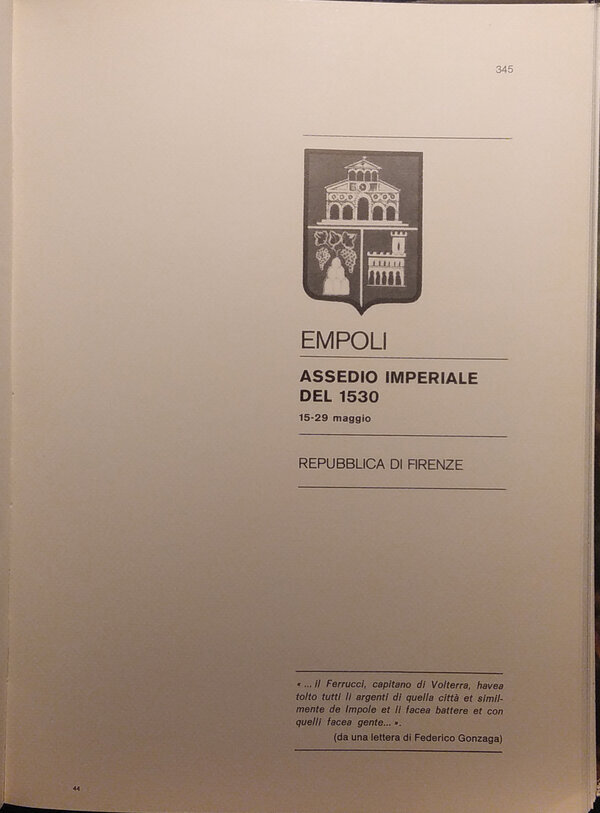 345
EMPOLI
ASSEDIO IMPERIALE
DEL 1530
15-29 maggio
REPUBBLICA DI FIRENZE
« ... il Ferrucci, capitano di Volterra, havea
tolto tutti li argenti di quella città et simil-
mente de Impole et li facea battere et con
quelli facea gente... ».
(da una lettera di Federico Gonzaga)
44